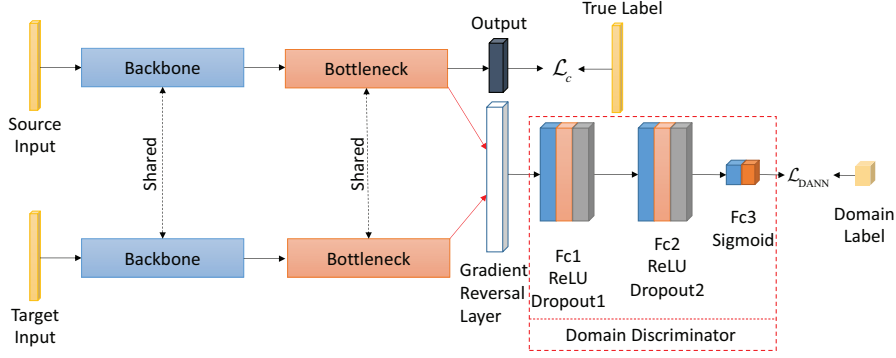 Output
True Label
Backbone
Bottleneck
ℒc
Source
Input
Shared
Shared
Backbone
Bottleneck
Target
Input
Gradient
Reversal
Layer
Fc1
ReLU
Dropout1
Fc2
ReLU
Dropout2
Fc3
Sigmoid
ℒDANN
Domain
Label
Domain Discriminator